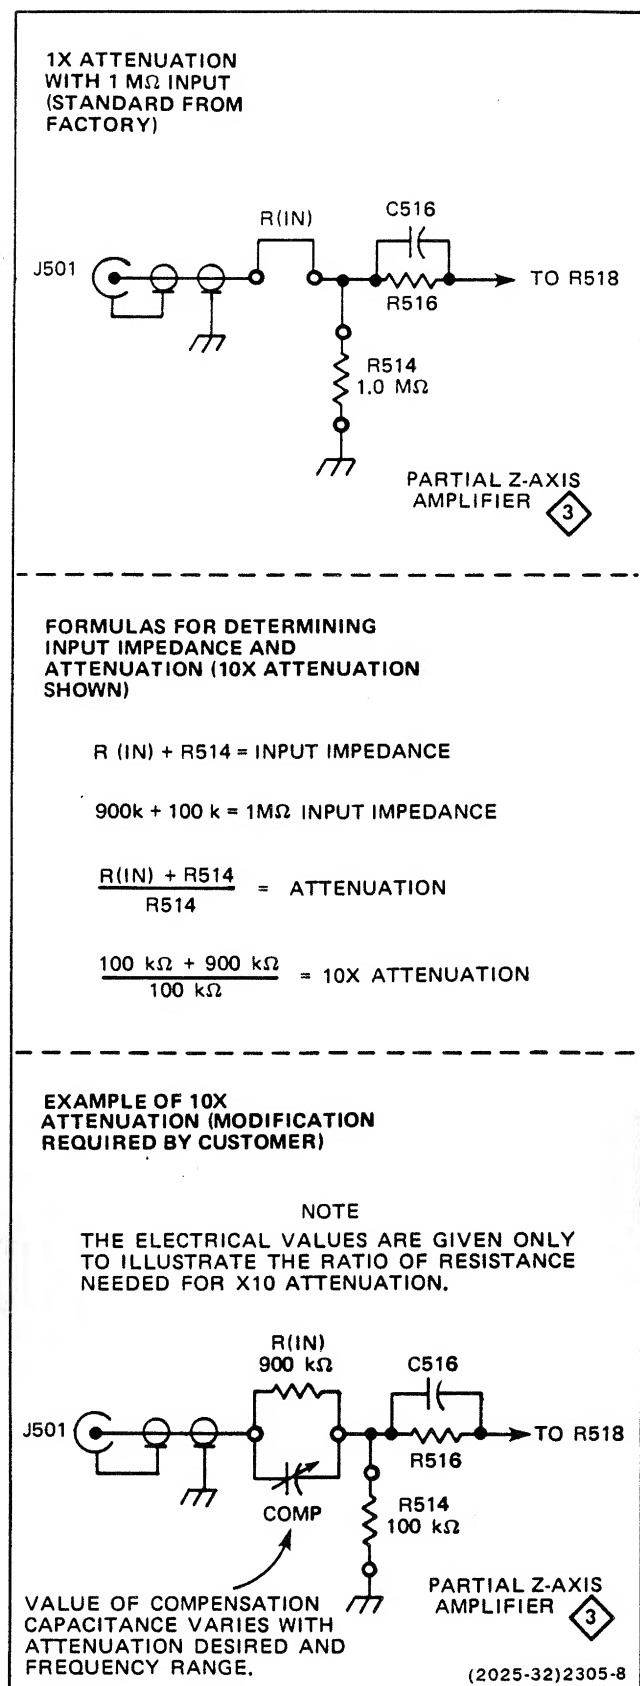 1X ATTENUATION
WITH 1 MΩ INPUT
(STANDARD FROM
FACTORY)
R(IN)
C516
J501
TO R518
R516
R514
1.0 MΩ
PARTIAL Z-AXIS
AMPLIFIER
3
FORMULAS FOR DETERMINING
INPUT IMPEDANCE AND
ATTENUATION (10X ATTENUATION
SHOWN)
R (IN) + R514 = INPUT IMPEDANCE
900k + 100 k = 1MΩ INPUT IMPEDANCE
R(IN) + R514
R514
= ATTENUATION
100 kΩ + 900 kΩ
100 kΩ
= 10X ATTENUATION
EXAMPLE OF 10X
ATTENUATION (MODIFICATION
REQUIRED BY CUSTOMER)
NOTE
THE ELECTRICAL VALUES ARE GIVEN ONLY
TO ILLUSTRATE THE RATIO OF RESISTANCE
NEEDED FOR X10 ATTENUATION.
R(IN)
900 kΩ
C516
J501
TO R518
R516
COMP
R514
100 kΩ
VALUE OF COMPENSATION
CAPACITANCE VARIES WITH
ATTENUATION DESIRED AND
FREQUENCY RANGE.
PARTIAL Z-AXIS
AMPLIFIER
3
(2025-32)2305-8